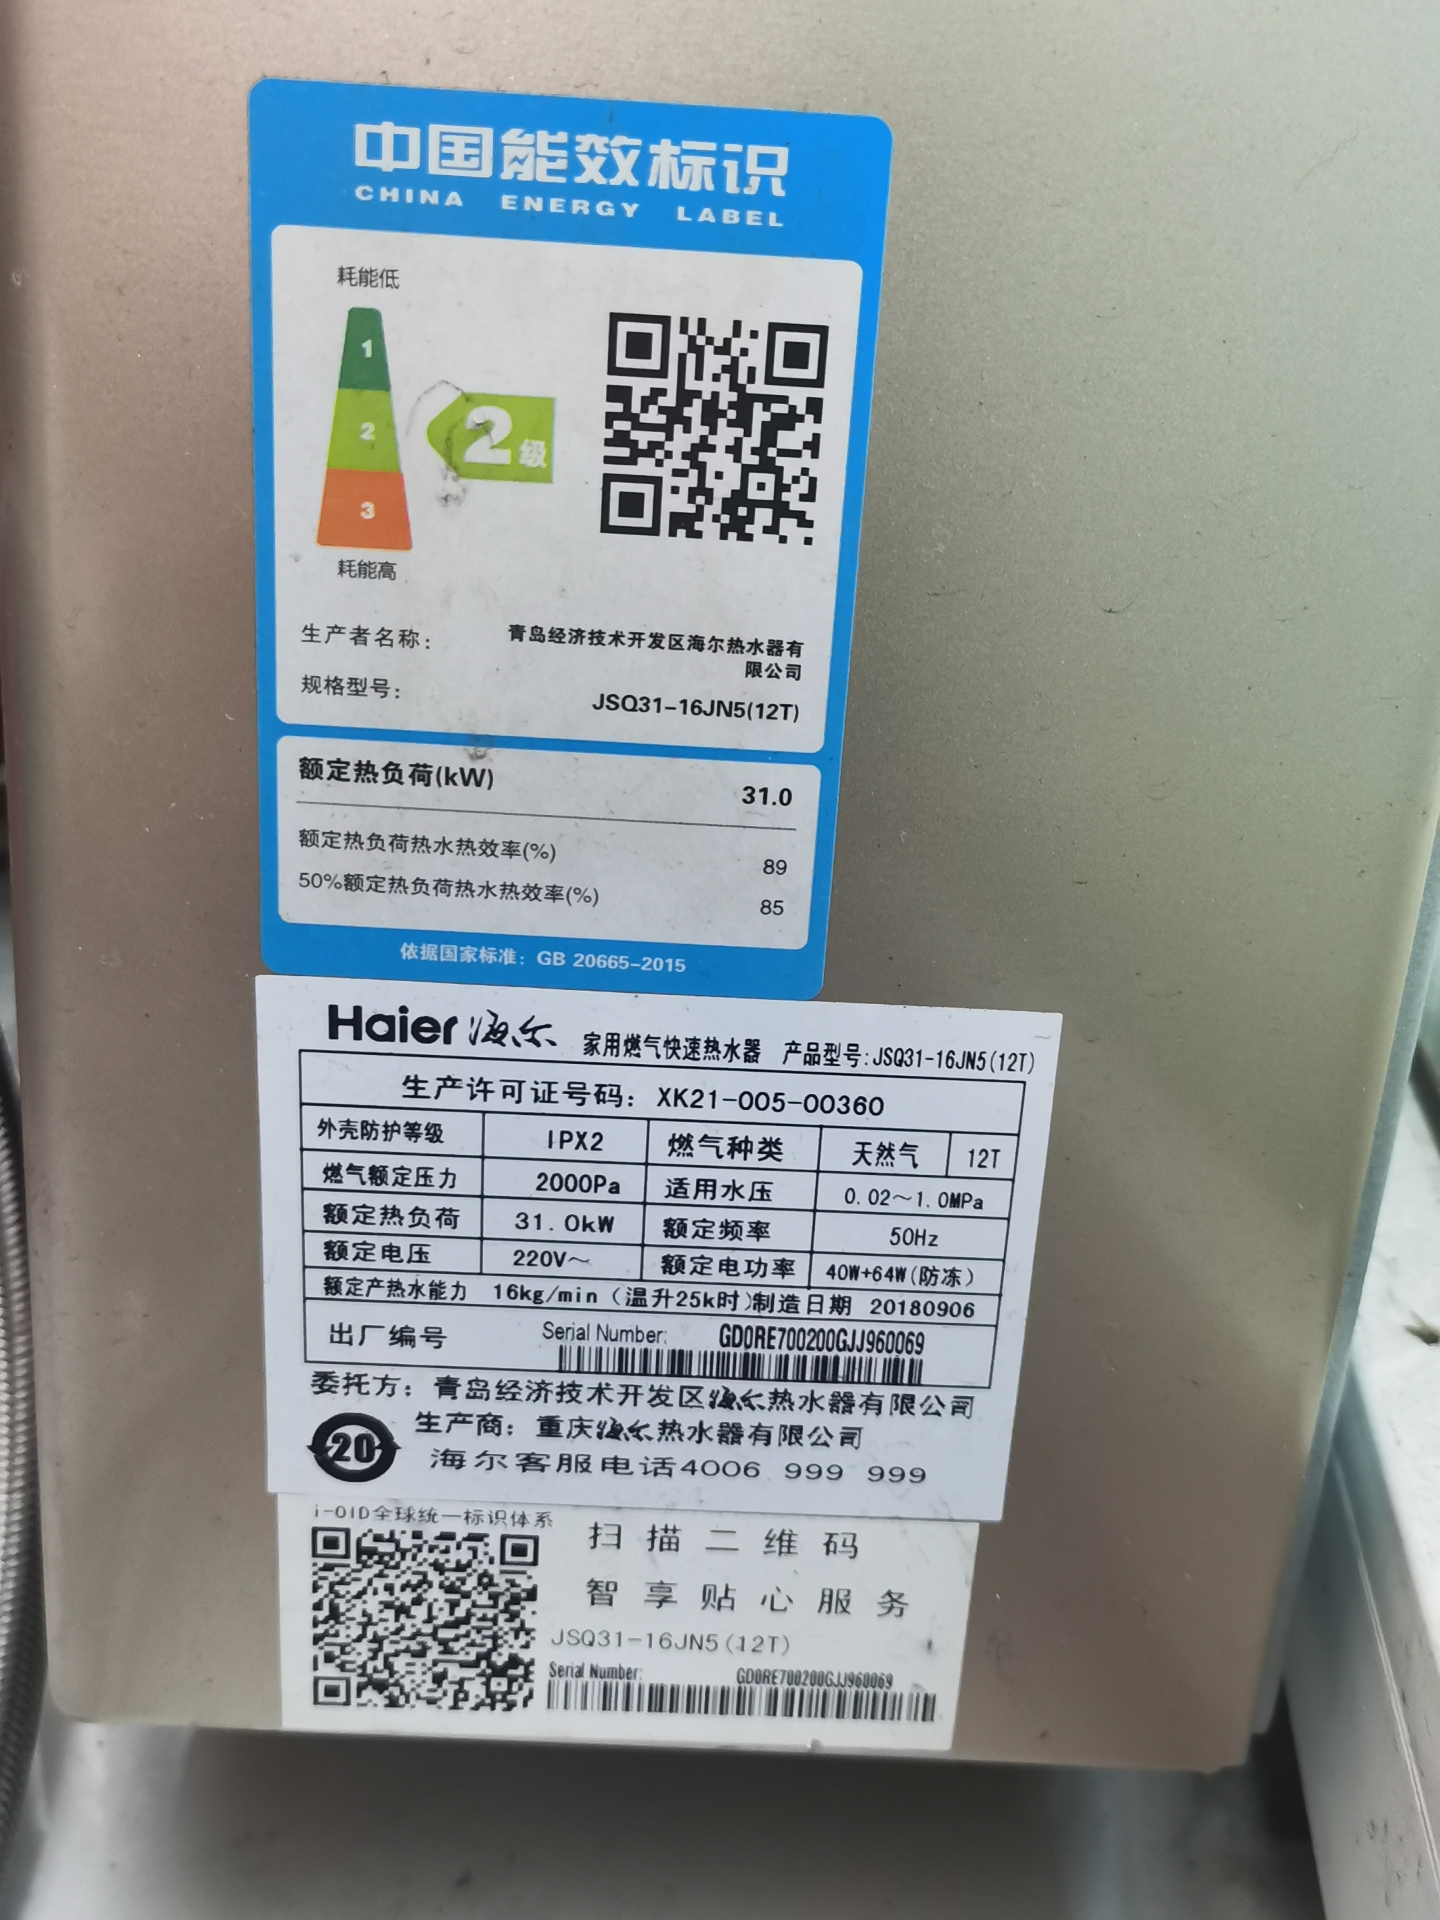 中国能效标识
CHINA ENERGY LABEL
耗能低
1
2
2级
3
耗能高
生产者名称：
青岛经济技术开发区海尔热水器有
限公司
规格型号：
JSQ31-16JN5(12T)
额定热负荷(kW) 31.0
额定热负荷热水热效率(%) 89
50%额定热负荷热水热效率(%) 85
依据国家标准：GB 20665-2015
Haier 海尔 家用燃气快速热水器 产品型号:JSQ31-16JN5(12T)
生产许可证号码：XK21-005-00360
外壳防护等级 IPX2 燃气种类 天然气 12T
燃气额定压力 2000Pa 适用水压 0.02～1.0MPa
额定热负荷 31.0kW 额定频率 50Hz
额定电压 220V～ 额定电功率 40W+64W(防冻)
额定产热水能力 16kg/min（温升25k时)制造日期 20180906
出厂编号 Serial Number: GD0RE700200GJJ960069
委托方：青岛经济技术开发区海尔热水器有限公司
20 生产商：重庆海尔热水器有限公司
海尔客服电话4006 999 999
i-OID全球统一标识体系
扫描二维码
智享贴心服务
JSQ31-16JN5(12T)
Serial Number: GD0RE700200GJJ960069